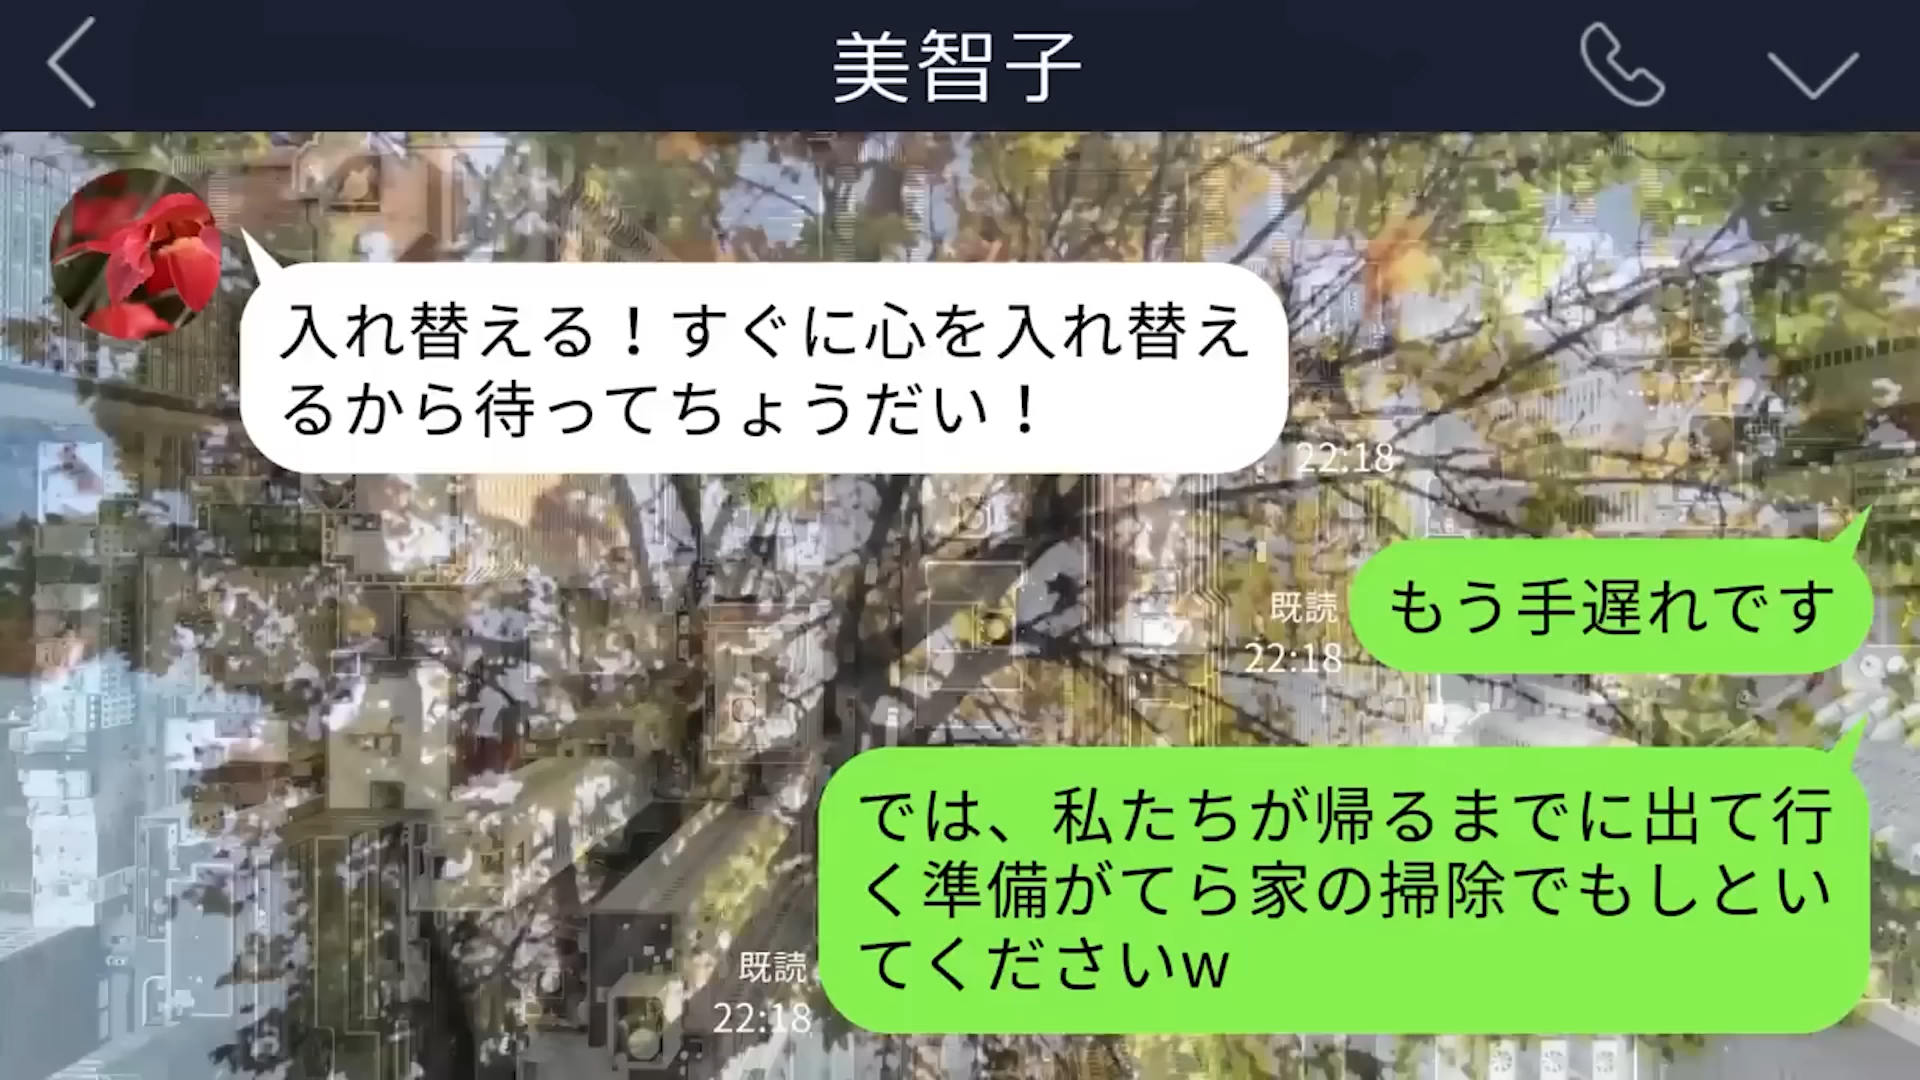 美智子
入れ替える！すぐに心を入れ替え
るから待ってちょうだい！
22:18
もう手遅れです
既読
22:18
では、私たちが帰るまでに出て行
く準備がてら家の掃除でもしとい
てくださいw
既読
22:18